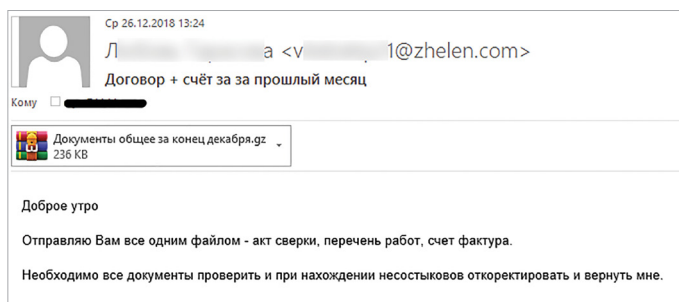 Ср 26.12.2018 13:24
Л а <v 1@zhelen.com>
Договор + счёт за за прошлый месяц
Кому
Документы общее за конец декабря.gz
236 KB
Доброе утро
Отправляю Вам все одним файлом - акт сверки, перечень работ, счет фактура.
Необходимо все документы проверить и при нахождении несостыков откоректировать и вернуть мне.